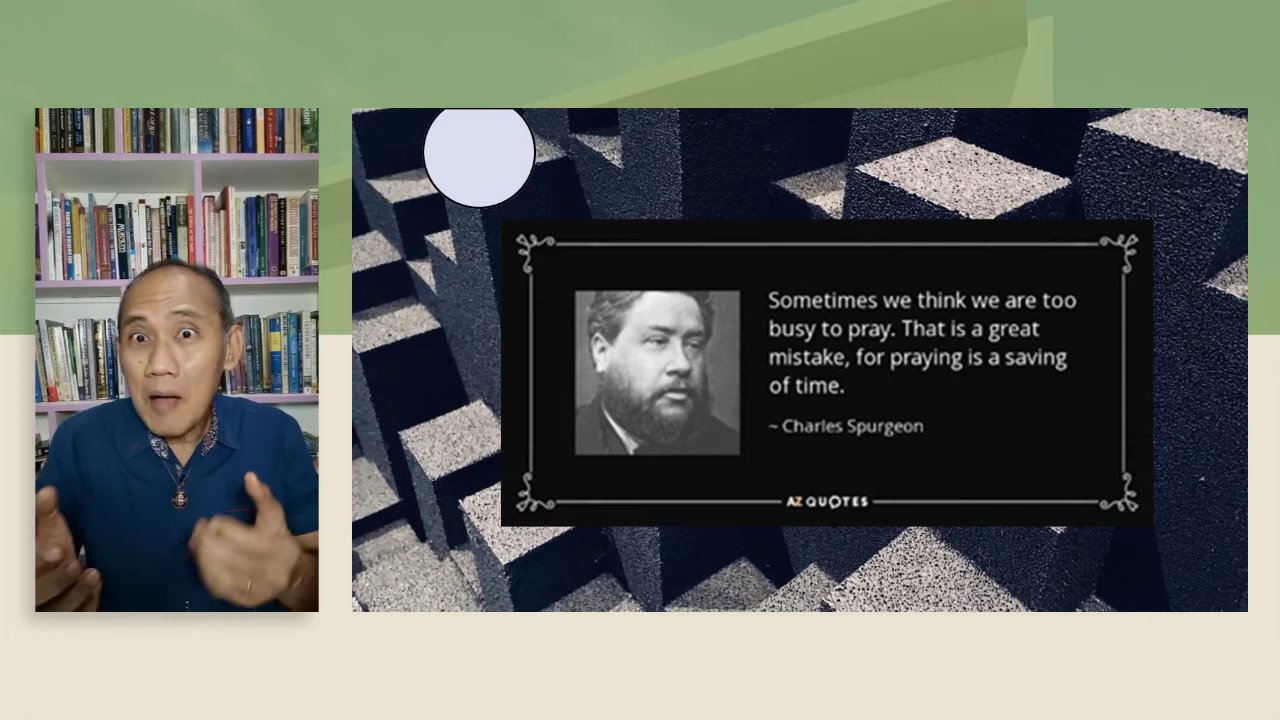 Sometimes we think we are too
busy to pray. That is a great
mistake, for praying is a saving
of time.
~ Charles Spurgeon
AZ QUOTES